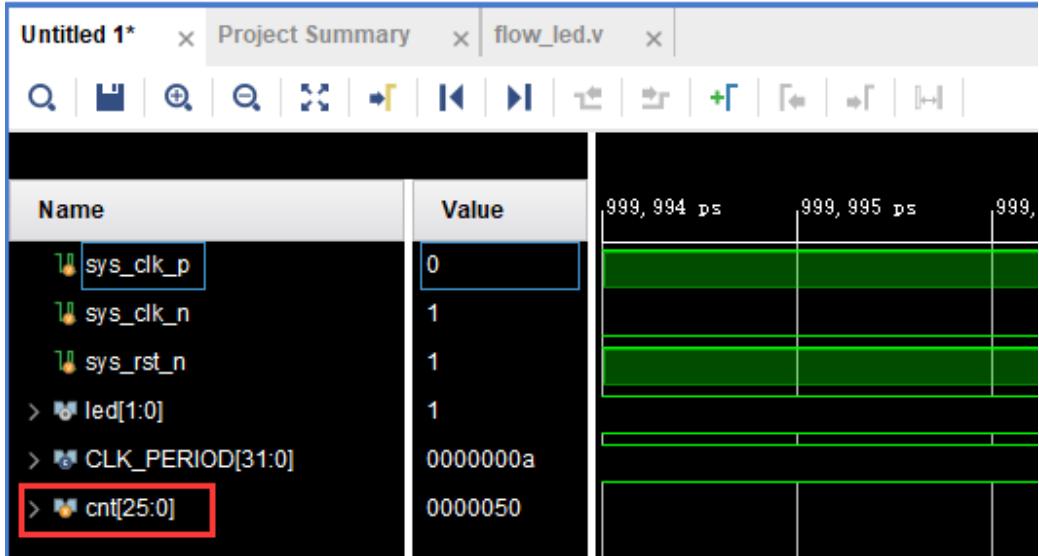 Untitled 1* × Project Summary × flow_led.v ×
Name Value 999,994 ps 999,995 ps 999,
sys_clk_p 0
sys_clk_n 1
sys_rst_n 1
led[1:0] 1
CLK_PERIOD[31:0] 0000000a
cnt[25:0] 0000050